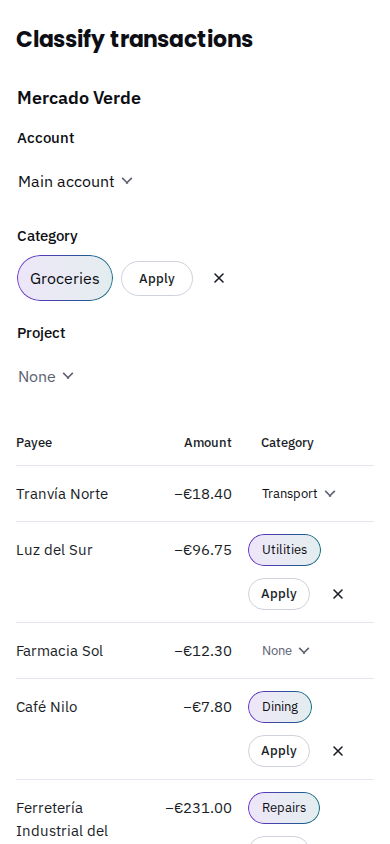 Classify transactions
Mercado Verde
Account
Main account
Category
Groceries Apply
Project
None
Payee Amount Category
Tranvía Norte −€18.40 Transport
Luz del Sur −€96.75 Utilities
Apply
Farmacia Sol −€12.30 None
Café Nilo −€7.80 Dining
Apply
Ferretería −€231.00 Repairs
Industrial del